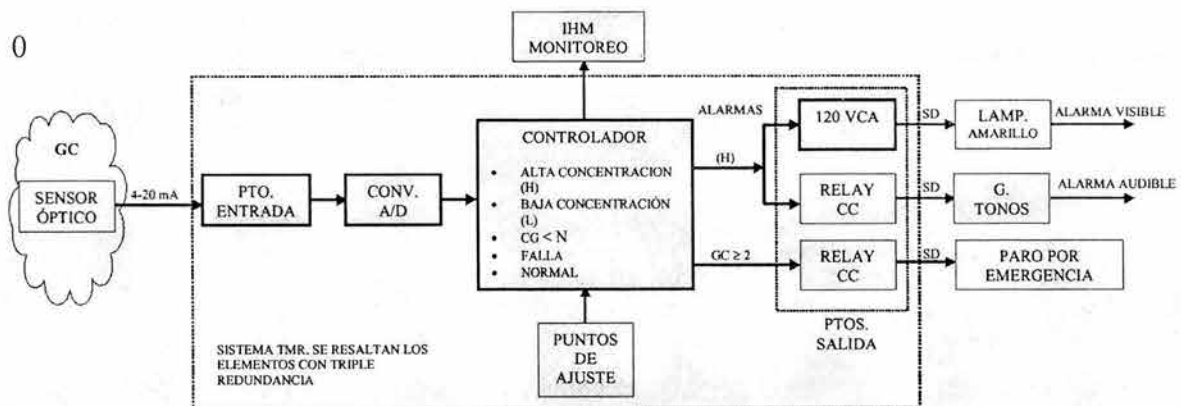 0
IHM
MONITOREO
GC
SENSOR
ÓPTICO
4-20 mA
PTO.
ENTRADA
CONV.
A/D
CONTROLADOR
• ALTA CONCENTRACION
(H)
• BAJA CONCENTRACIÓN
(L)
• CG < N
• FALLA
• NORMAL
PUNTOS
DE
AJUSTE
ALARMAS
(H)
GC ≥ 2
120 VCA
RELAY
CC
RELAY
CC
PTOS.
SALIDA
SD
LAMP.
AMARILLO
ALARMA VISIBLE
SD
G.
TONOS
ALARMA AUDIBLE
SD
PARO POR
EMERGENCIA
SISTEMA TMR. SE RESALTAN LOS
ELEMENTOS CON TRIPLE
REDUNDANCIA